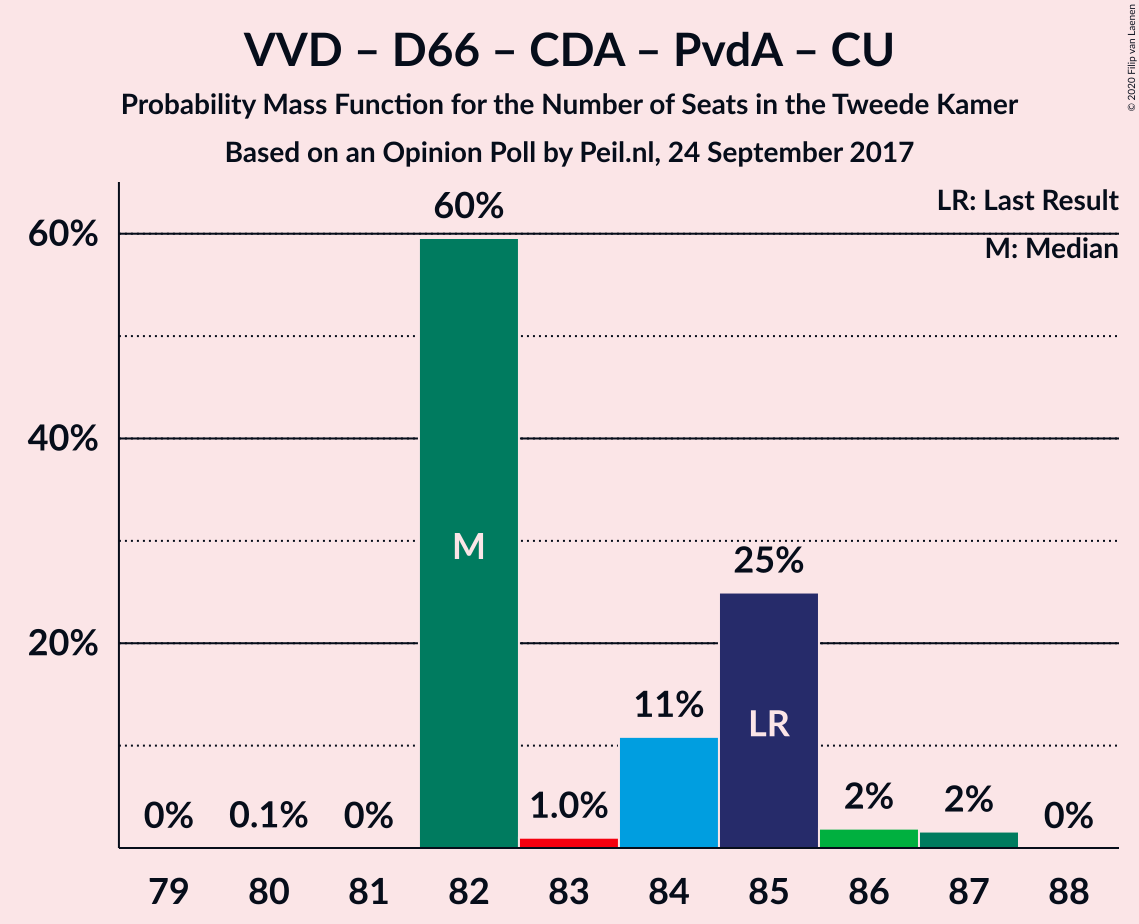 VVD – D66 – CDA – PvdA – CU
Probability Mass Function for the Number of Seats in the Tweede Kamer
Based on an Opinion Poll by Peil.nl, 24 September 2017
© 2020 Filip van Laenen
LR: Last Result
M: Median
60%
40%
20%
0%
0.1%
0%
60%
M
1.0%
11%
25%
LR
2%
2%
0%
79 80 81 82 83 84 85 86 87 88